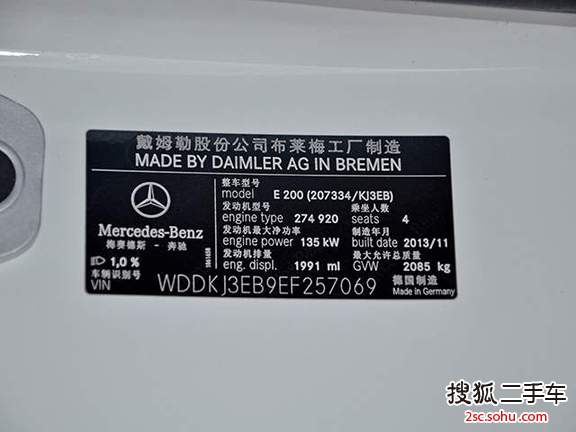 戴姆勒股份公司布莱梅工厂制造
MADE BY DAIMLER AG IN BREMEN
整车型号
model E 200 (207334/KJ3EB)
发动机型号 乘坐人数
engine type 274 920 seats 4
发动机最大净功率 制造年月
engine power 135 kW built date 2013/11
发动机排量 最大允许总质量
eng. displ. 1991 ml GVW 2085 kg
Mercedes-Benz
梅赛德斯 - 奔驰
1,0 %
车辆识别号
VIN WDDKJ3EB9EF257069
德国制造
Made in Germany
搜狐二手车
2sc.sohu.com